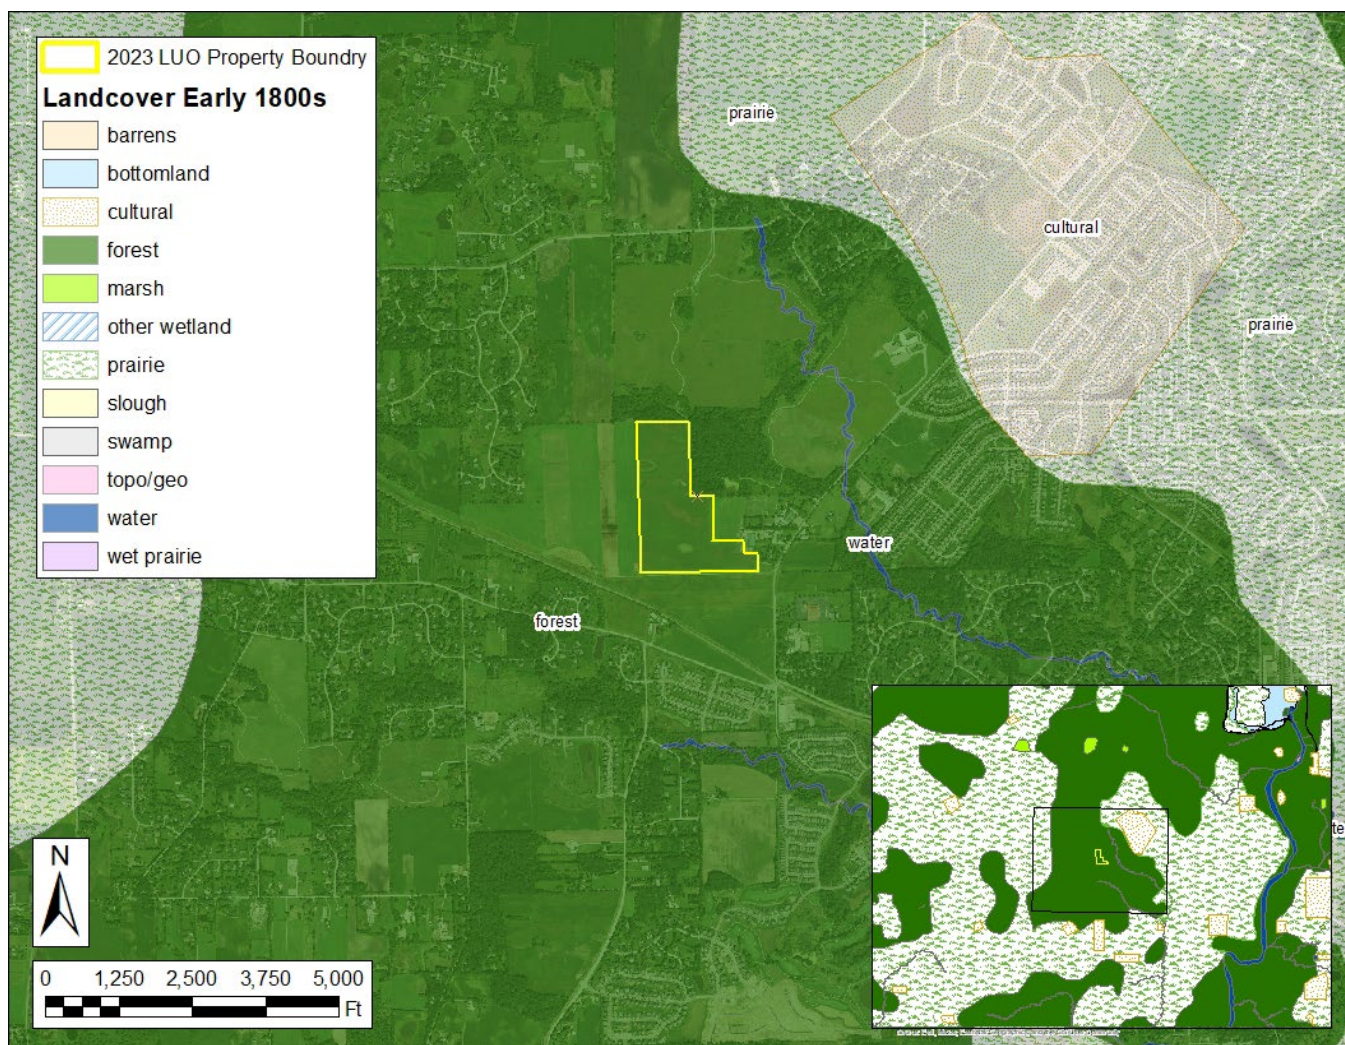 2023 LUO Property Boundry
Landcover Early 1800s
barrens
bottomland
cultural
forest
marsh
other wetland
prairie
slough
swamp
topo/geo
water
wet prairie
prairie
cultural
prairie
water
forest
te
N
0 1,250 2,500 3,750 5,000
Ft